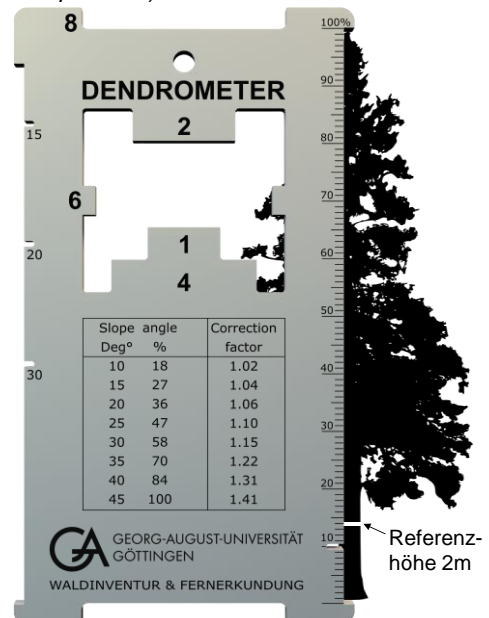 8
100%
90
DENDROMETER
2
80
15
6
70
1
60
20
4
50
Slope angle Correction
Deg° % factor
10 18 1.02
15 27 1.04
20 36 1.06
25 47 1.10
30 58 1.15
35 70 1.22
40 84 1.31
45 100 1.41
40
30
30
20
10
Referenz-
höhe 2m
GEORG-AUGUST-UNIVERSITÄT
GÖTTINGEN
WALDINVENTUR & FERNERKUNDUNG